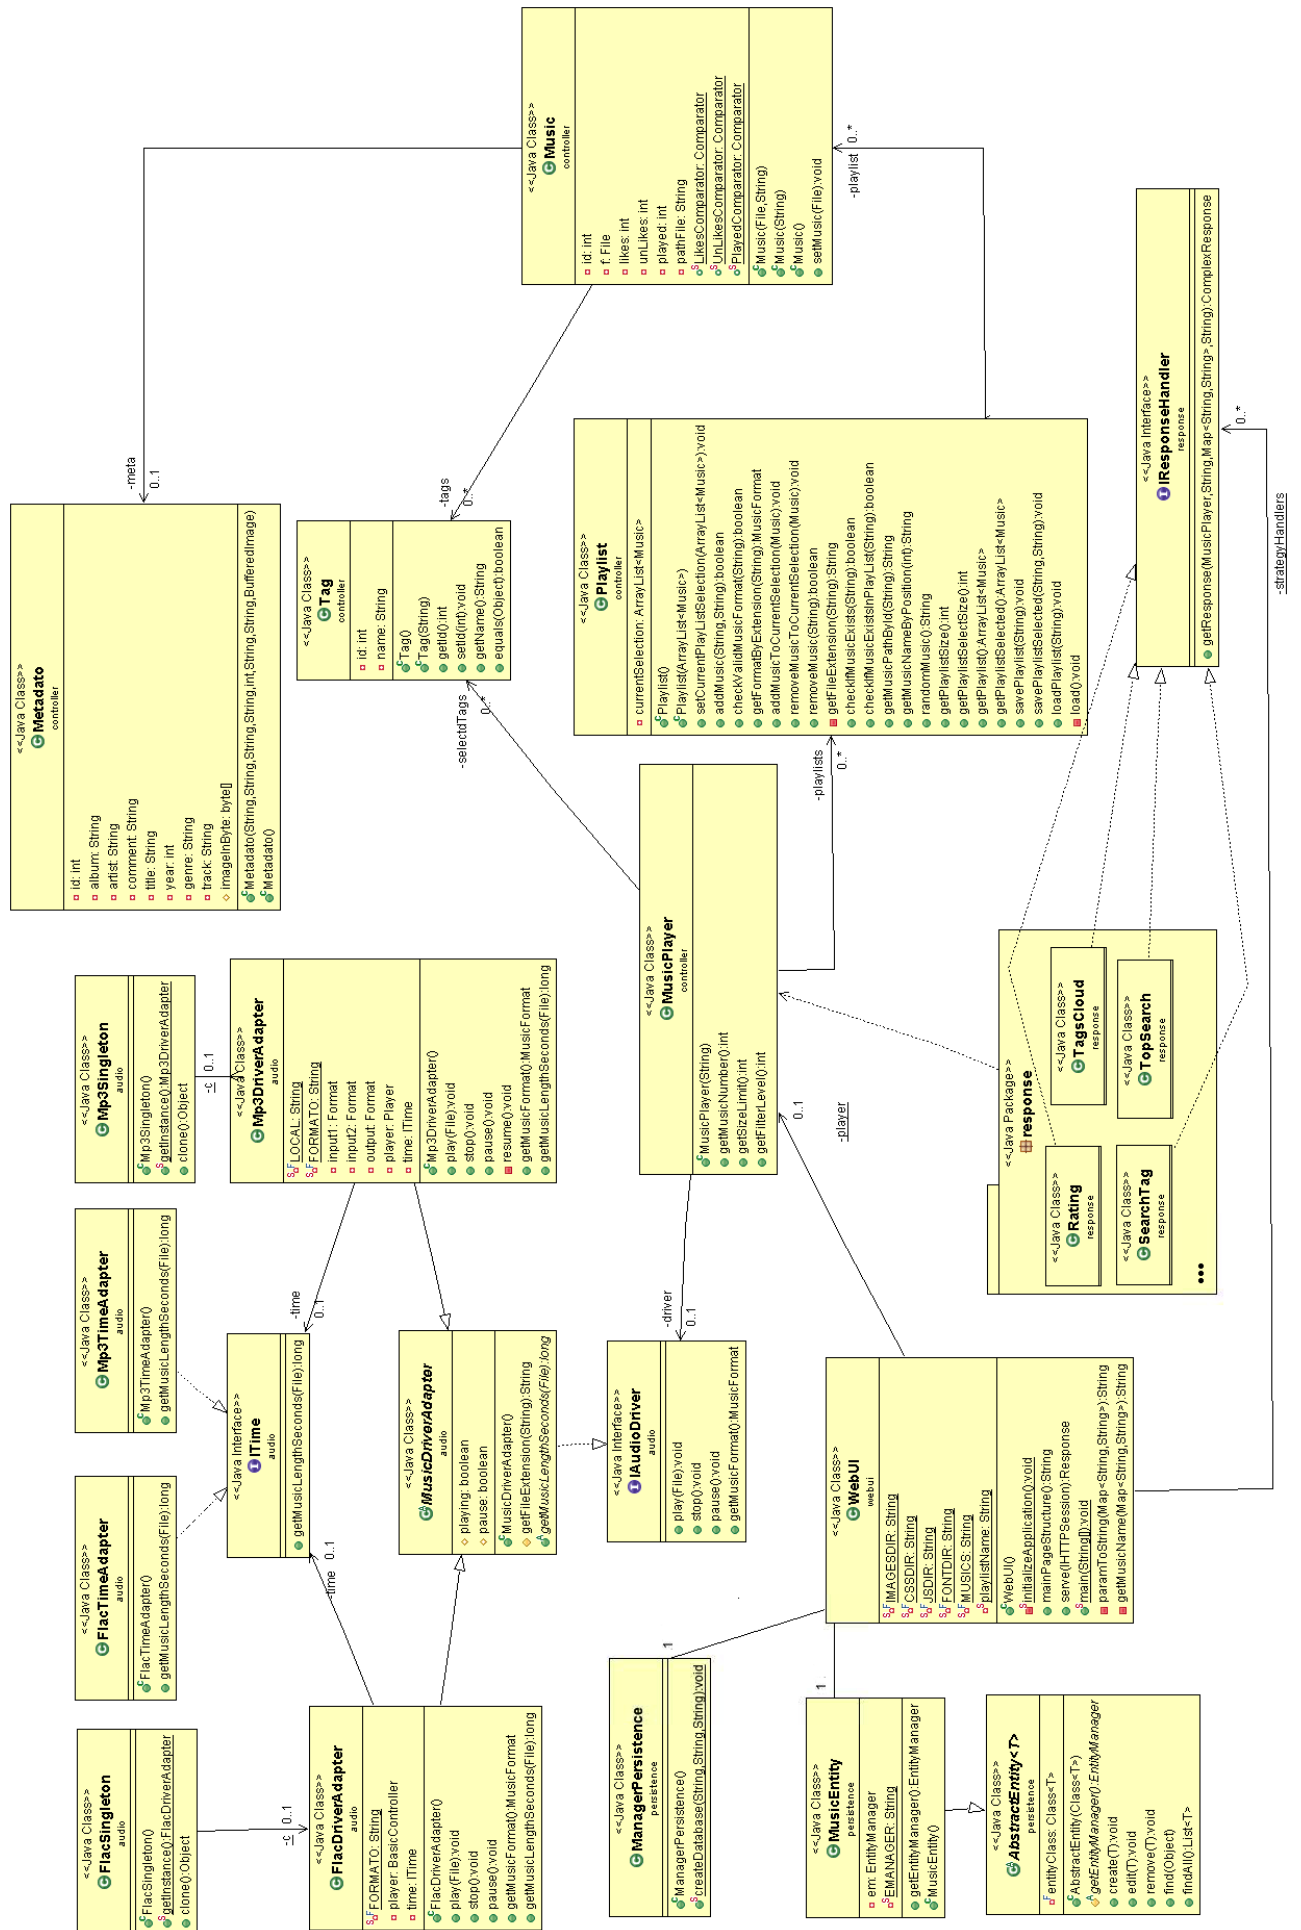 <<Java Class>>
FlacSingleton
audio
FlacSingleton()
getInstance():FlacDriverAdapter
clone():Object
<<Java Class>>
FlacTimeAdapter
audio
FlacTimeAdapter()
getMusicLengthSeconds(File):long
<<Java Class>>
Mp3TimeAdapter
audio
Mp3TimeAdapter()
getMusicLengthSeconds(File):long
<<Java Class>>
Mp3Singleton
audio
Mp3Singleton()
getInstance():Mp3DriverAdapter
clone():Object
<<Java Class>>
Metadato
controller
id: int
album: String
artist: String
comment: String
title: String
year: int
genre: String
track: String
imageInByte: byte[]
Metadato(String,String,String,int,String,String,BufferedImage)
Metadato()
-meta
0..1
-c 0..1
-c 0..1
<<Java Interface>>
ITime
audio
getMusicLengthSeconds(File):long
-time
0..1
-time 0..1
<<Java Class>>
Mp3DriverAdapter
audio
LOCAL: String
FORMATO: String
input1: Format
input2: Format
output: Format
player: Player
time: ITime
Mp3DriverAdapter()
play(File):void
stop():void
pause():void
resume():void
getMusicFormat():MusicFormat
getMusicLengthSeconds(File):long
<<Java Class>>
FlacDriverAdapter
audio
FORMATO: String
player: BasicController
time: ITime
FlacDriverAdapter()
play(File):void
stop():void
pause():void
getMusicFormat():MusicFormat
getMusicLengthSeconds(File):long
<<Java Class>>
MusicDriverAdapter
audio
playing: boolean
pause: boolean
MusicDriverAdapter()
getFileExtension(String):String
getMusicLengthSeconds(File):long
<<Java Class>>
Tag
controller
id: int
name: String
Tag()
Tag(String)
getId():int
setId(int):void
getName():String
equals(Object):boolean
-tags
0..*
-selectdTags
0..*
<<Java Class>>
Music
controller
id: int
f: File
likes: int
unLikes: int
played: int
pathFile: String
LikesComparator: Comparator
UnLikesComparator: Comparator
PlayedComparator: Comparator
Music(File,String)
Music(String)
Music()
setMusic(File):void
-playlist 0..*
<<Java Interface>>
IAudioDriver
audio
play(File):void
stop():void
pause():void
getMusicFormat():MusicFormat
-driver
0..1
<<Java Class>>
MusicPlayer
controller
MusicPlayer(String)
getMusicNumber():int
getSizeLimit():int
getFilterLevel():int
-playlists
0..*
<<Java Class>>
Playlist
controller
currentSelection: ArrayList<Music>
Playlist()
Playlist(ArrayList<Music>)
setCurrentPlayListSelection(ArrayList<Music>):void
addMusic(String,String):boolean
checkValidMusicFormat(String):boolean
getFormatByExtension(String):MusicFormat
addMusicToCurrentSelection(Music):void
removeMusicToCurrentSelection(Music):void
removeMusic(String):boolean
getFileExtension(String):String
checkIfMusicExists(String):boolean
checkIfMusicExistsInPlayList(String):boolean
getMusicPathById(String):String
getMusicNameByPosition(int):String
randomMusic():String
getPlaylistSize():int
getPlaylistSelectSize():int
getPlaylist():ArrayList<Music>
getPlaylistSelected():ArrayList<Music>
savePlaylist(String):void
savePlaylistSelected(String,String):void
loadPlaylist(String):void
load():void
<<Java Class>>
ManagerPersistence
persistence
ManagerPersistence()
createDatabase(String,String,String):void
1
<<Java Class>>
WebUI
webui
IMAGESDIR: String
CSSDIR: String
JSDIR: String
FONTDIR: String
MUSICS: String
playlistName: String
WebUI()
initializeApplication():void
mainPageStructure():String
serve(IHTTPSession):Response
main(String[]):void
paramToString(Map<String,String>):String
getMusicName(Map<String,String>):String
0..1
-player
1
<<Java Class>>
MusicEntity
persistence
em: EntityManager
EMANAGER: String
getEntityManager():EntityManager
MusicEntity()
<<Java Class>>
AbstractEntity<T>
persistence
entityClass: Class<T>
AbstractEntity(Class<T>)
getEntityManager():EntityManager
create(T):void
edit(T):void
remove(T):void
find(Object)
findAll():List<T>
<<Java Package>>
response
<<Java Class>>
Rating
response
<<Java Class>>
TagsCloud
response
<<Java Class>>
SearchTag
response
<<Java Class>>
TopSearch
response
<<Java Interface>>
IResponseHandler
response
getResponse(MusicPlayer,String,Map<String,String>,String):ComplexResponse
0..*
-strategyHandlers